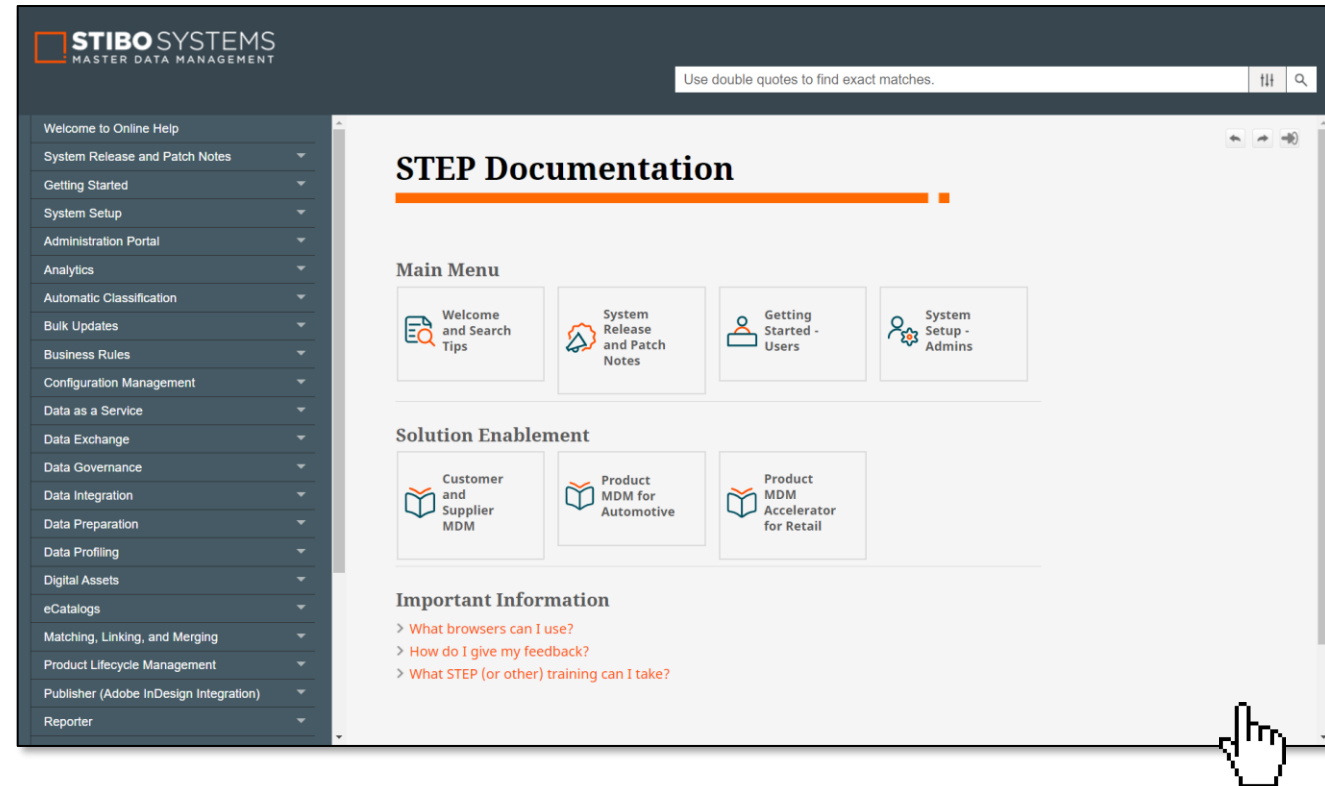 STIBO SYSTEMS
MASTER DATA MANAGEMENT
Use double quotes to find exact matches.
Welcome to Online Help
System Release and Patch Notes
Getting Started
System Setup
Administration Portal
Analytics
Automatic Classification
Bulk Updates
Business Rules
Configuration Management
Data as a Service
Data Exchange
Data Governance
Data Integration
Data Preparation
Data Profiling
Digital Assets
eCatalogs
Matching, Linking, and Merging
Product Lifecycle Management
Publisher (Adobe InDesign Integration)
Reporter
STEP Documentation
Main Menu
Welcome
and Search
Tips
System
Release
and Patch
Notes
Getting
Started -
Users
System
Setup -
Admins
Solution Enablement
Customer
and
Supplier
MDM
Product
MDM for
Automotive
Product
MDM
Accelerator
for Retail
Important Information
What browsers can I use?
How do I give my feedback?
What STEP (or other) training can I take?